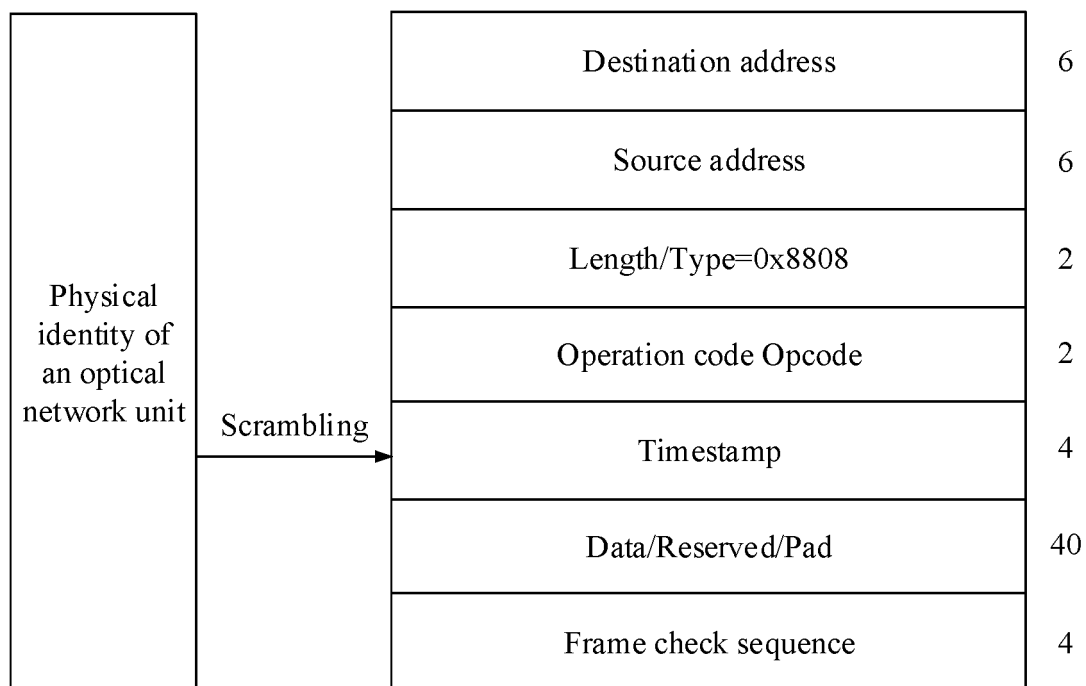 Physical
identity of
an optical
network unit
Scrambling
Destination address 6
Source address 6
Length/Type=0x8808 2
Operation code Opcode 2
Timestamp 4
Data/Reserved/Pad 40
Frame check sequence 4